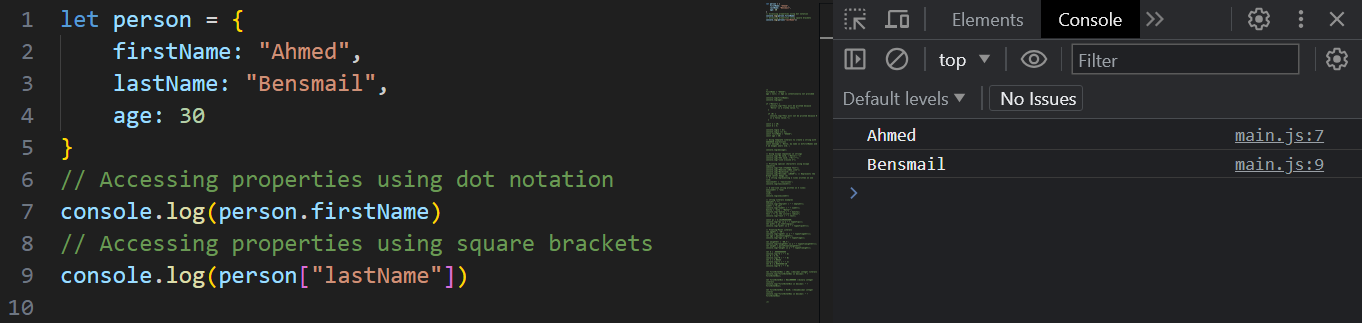 1 let person = {
2 firstName: "Ahmed",
3 lastName: "Bensmail",
4 age: 30
5 }
6 // Accessing properties using dot notation
7 console.log(person.firstName)
8 // Accessing properties using square brackets
9 console.log(person["lastName"])
10
Elements Console
top Filter
Default levels No Issues
Ahmed main.js:7
Bensmail main.js:9